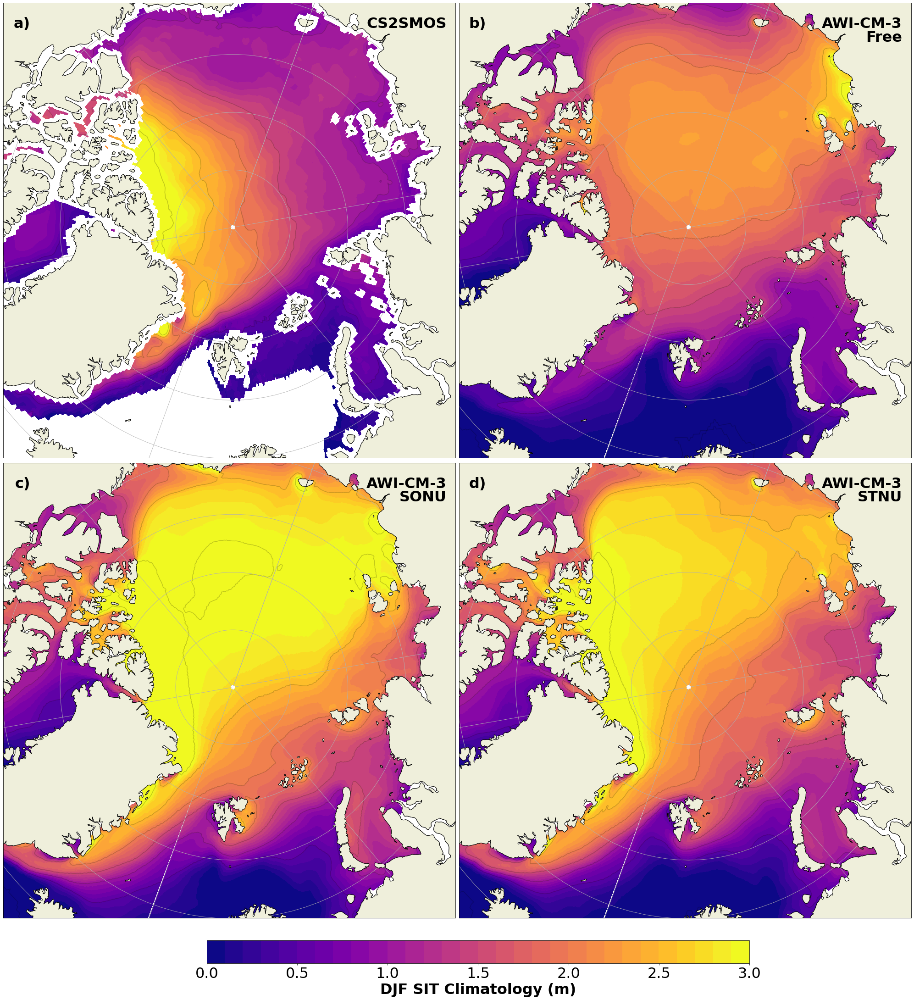 a)
CS2SMOS
b)
AWI-CM-3
Free
c)
AWI-CM-3
SONU
d)
AWI-CM-3
STNU
0.0 0.5 1.0 1.5 2.0 2.5 3.0
DJF SIT Climatology (m)